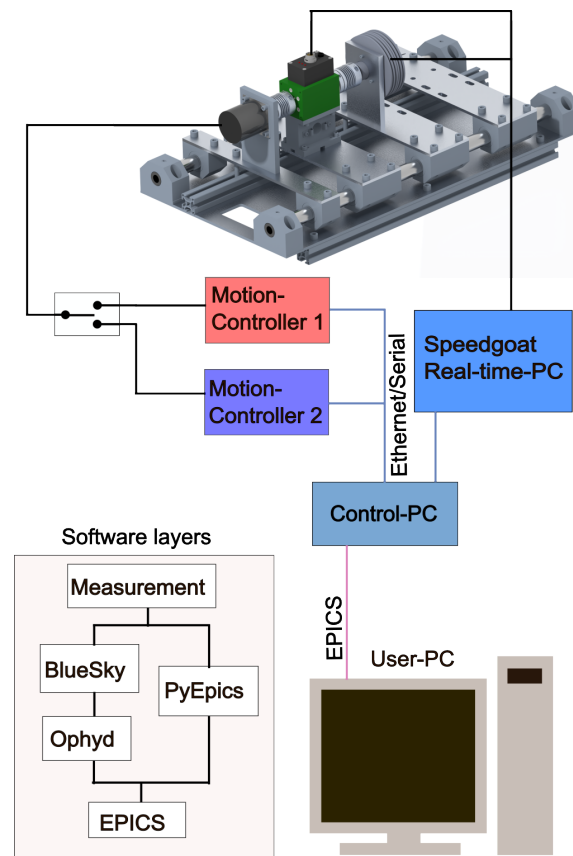 Motion-
Controller 1
Motion-
Controller 2
Ethernet/Serial
Speedgoat
Real-time-PC
Control-PC
EPICS
User-PC
Software layers
Measurement
BlueSky
PyEpics
Ophyd
EPICS